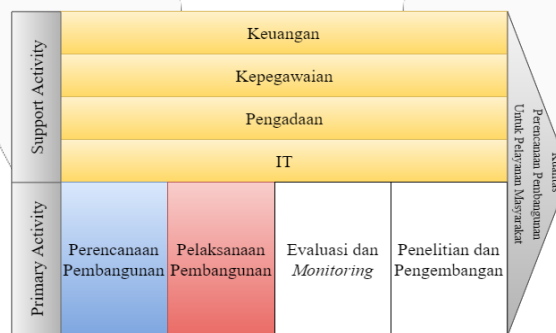 Support Activity
Keuangan
Kepegawaian
Pengadaan
IT
Primary Activity
Perencanaan
Pembangunan
Pelaksanaan
Pembangunan
Evaluasi dan
Monitoring
Penelitian dan
Pengembangan
Perencanaan Pembangunan
Untuk Pelayanan Masyarakat